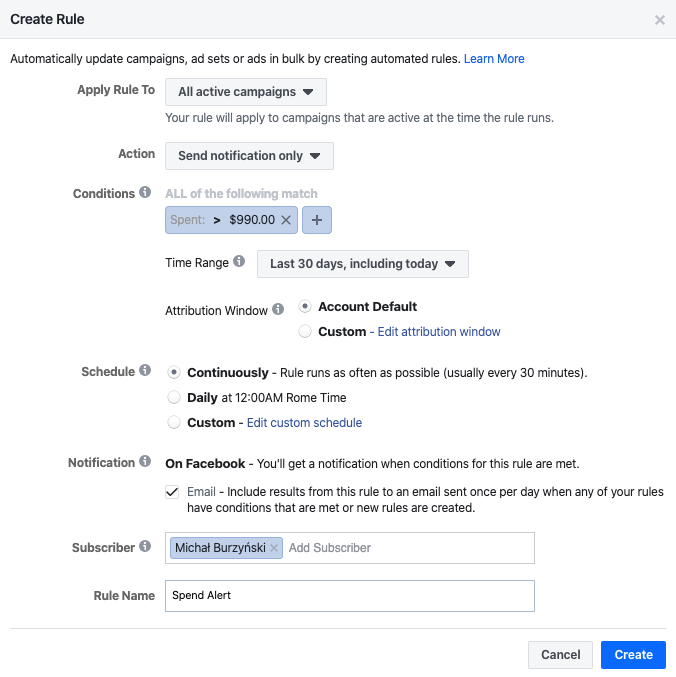 Create Rule
Automatically update campaigns, ad sets or ads in bulk by creating automated rules. Learn More
Apply Rule To All active campaigns
Your rule will apply to campaigns that are active at the time the rule runs.
Action Send notification only
Conditions ALL of the following match
Spent: > $990.00 × +
Time Range Last 30 days, including today
Attribution Window Account Default
Custom - Edit attribution window
Schedule Continuously - Rule runs as often as possible (usually every 30 minutes).
Daily at 12:00AM Rome Time
Custom - Edit custom schedule
Notification On Facebook - You'll get a notification when conditions for this rule are met.
Email - Include results from this rule to an email sent once per day when any of your rules
have conditions that are met or new rules are created.
Subscriber Michał Burzyński × Add Subscriber
Rule Name Spend Alert
Cancel Create